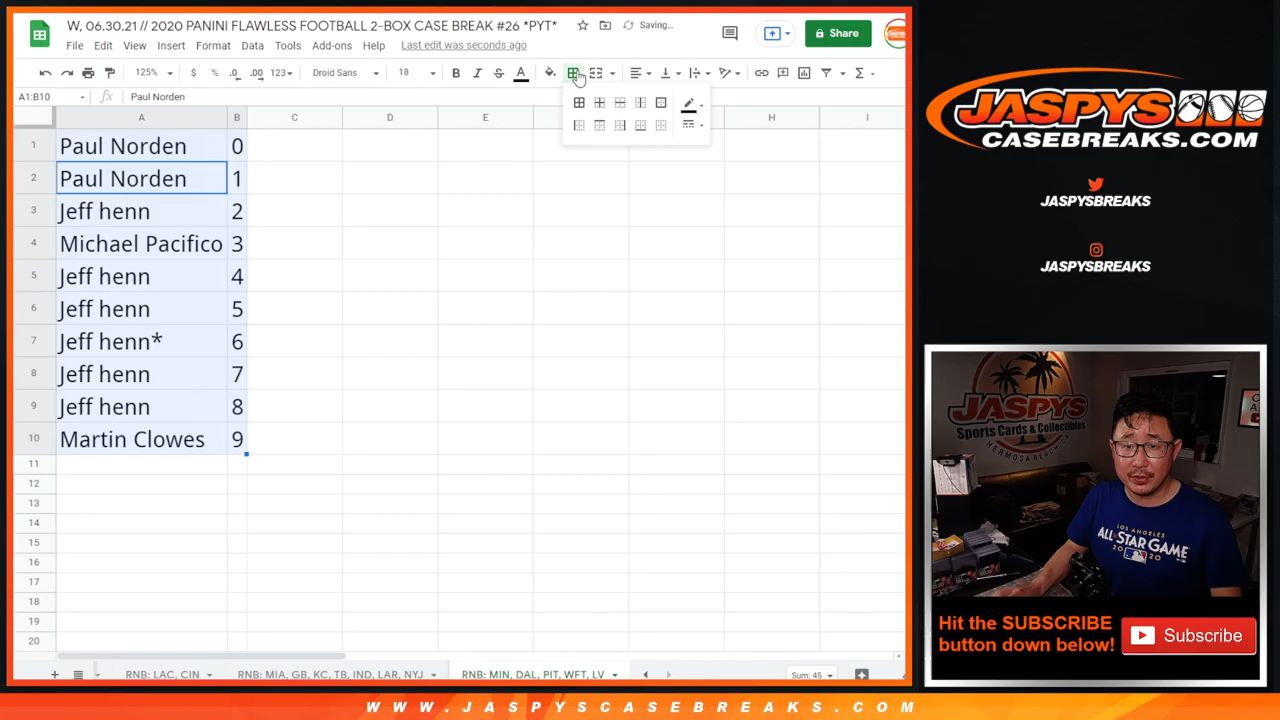 W, 06.30.21 // 2020 PANINI FLAWLESS FOOTBALL 2-BOX CASE BREAK #26 *PYT*
Saving...
File Edit View Insert Format Data Tools Add-ons Help Last edit was seconds ago
Share
125% $ % .0 .00 123 Droid Sans 18 B I S A
A1:B10 fx Paul Norden
A B C D E H I
1 Paul Norden 0
2 Paul Norden 1
3 Jeff henn 2
4 Michael Pacifico 3
5 Jeff henn 4
6 Jeff henn 5
7 Jeff henn* 6
8 Jeff henn 7
9 Jeff henn 8
10 Martin Clowes 9
11
12
13
14
15
16
17
18
19
20
RNB: LAC, CIN RNB: MIA, GB, KC, TB, IND, LAR, NYJ RNB: MIN, DAL, PIT, WFT, LV Sum: 45
JASPYS
CASEBREAKS.COM
JASPYSBREAKS
JASPYSBREAKS
JASPYS
Sports Cards & Collectibles
HERMOSA BEACH
LOS ANGELES
ALL-STAR GAME
2020
Hit the SUBSCRIBE
button down below!
Subscribe
WWW.JASPYSCASEBREAKS.COM